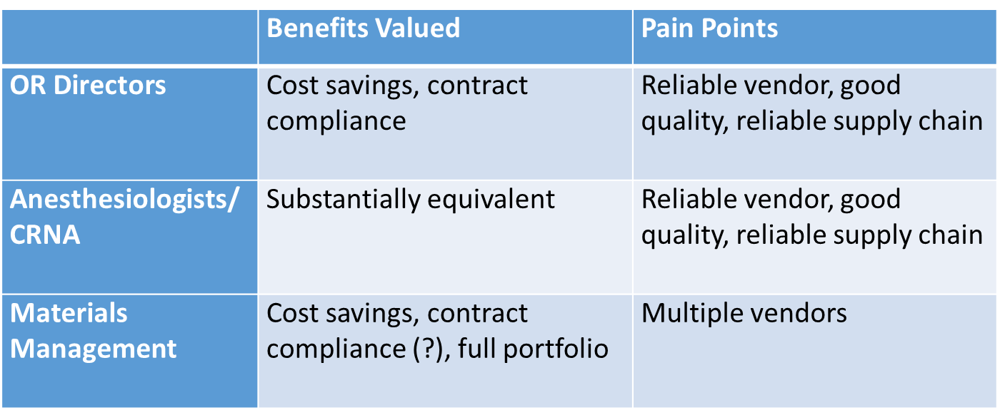 Benefits Valued
Pain Points
OR Directors
Cost savings, contract
compliance
Reliable vendor, good
quality, reliable supply chain
Anesthesiologists/
CRNA
Substantially equivalent
Reliable vendor, good
quality, reliable supply chain
Materials
Management
Cost savings, contract
compliance (?), full portfolio
Multiple vendors